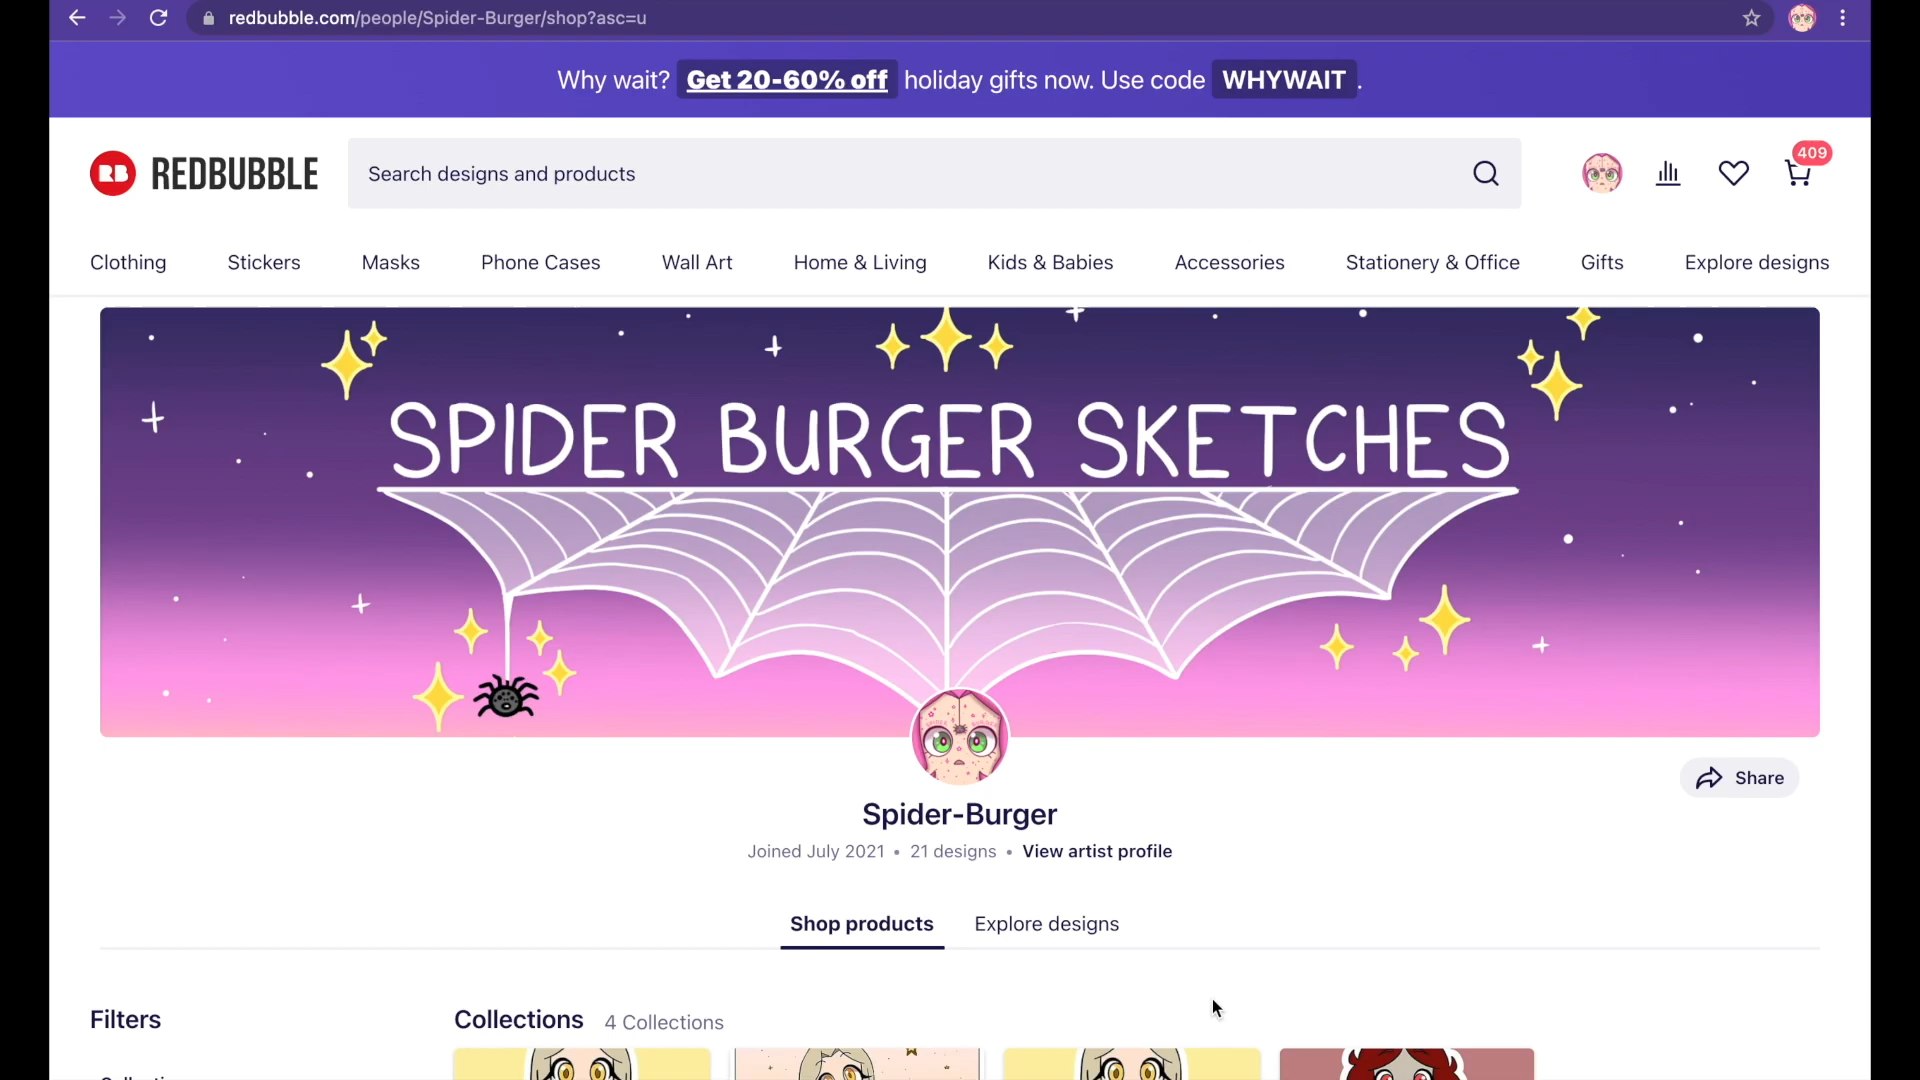 redbubble.com/people/Spider-Burger/shop?asc=u
Why wait? Get 20-60% off holiday gifts now. Use code WHYWAIT.
RB REDBUBBLE
Search designs and products
409
Clothing Stickers Masks Phone Cases Wall Art Home & Living Kids & Babies Accessories Stationery & Office Gifts Explore designs
SPIDER BURGER SKETCHES
Share
Spider-Burger
Joined July 2021 • 21 designs • View artist profile
Shop products Explore designs
Filters
Collections 4 Collections